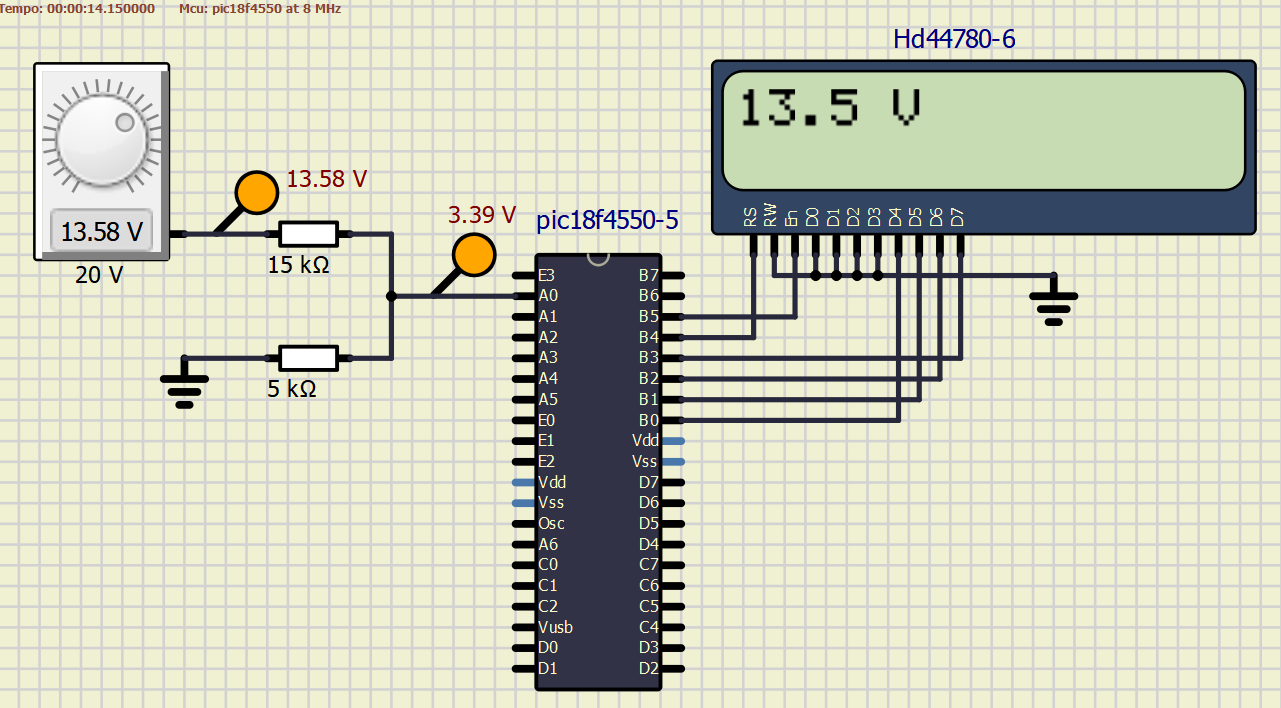 Tempo: 00:00:14.150000 Mcu: pic18f4550 at 8 MHz
Hd44780-6
13.5 V
RS RW En D0 D1 D2 D3 D4 D5 D6 D7
13.58 V
20 V
13.58 V
15 kΩ
3.39 V
5 kΩ
pic18f4550-5
E3 B7
A0 B6
A1 B5
A2 B4
A3 B3
A4 B2
A5 B1
E0 B0
E1 Vdd
E2 Vss
Vdd D7
Vss D6
Osc D5
A6 D4
C0 C7
C1 C6
C2 C5
Vusb C4
D0 D3
D1 D2